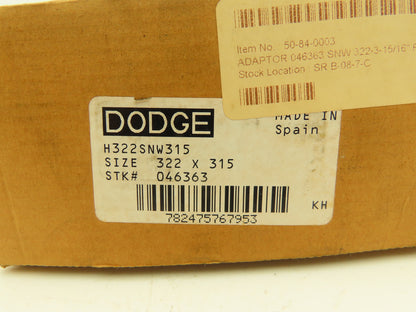 Item No. 50-84-0003
ADAPTOR 046363 SNW 322-3-15/16"
Stock Location: SR B-08-7-C
MADE IN
Spain
DODGE
H322SNW315
SIZE 322 X 315
STK# 046363
KH
782475767953